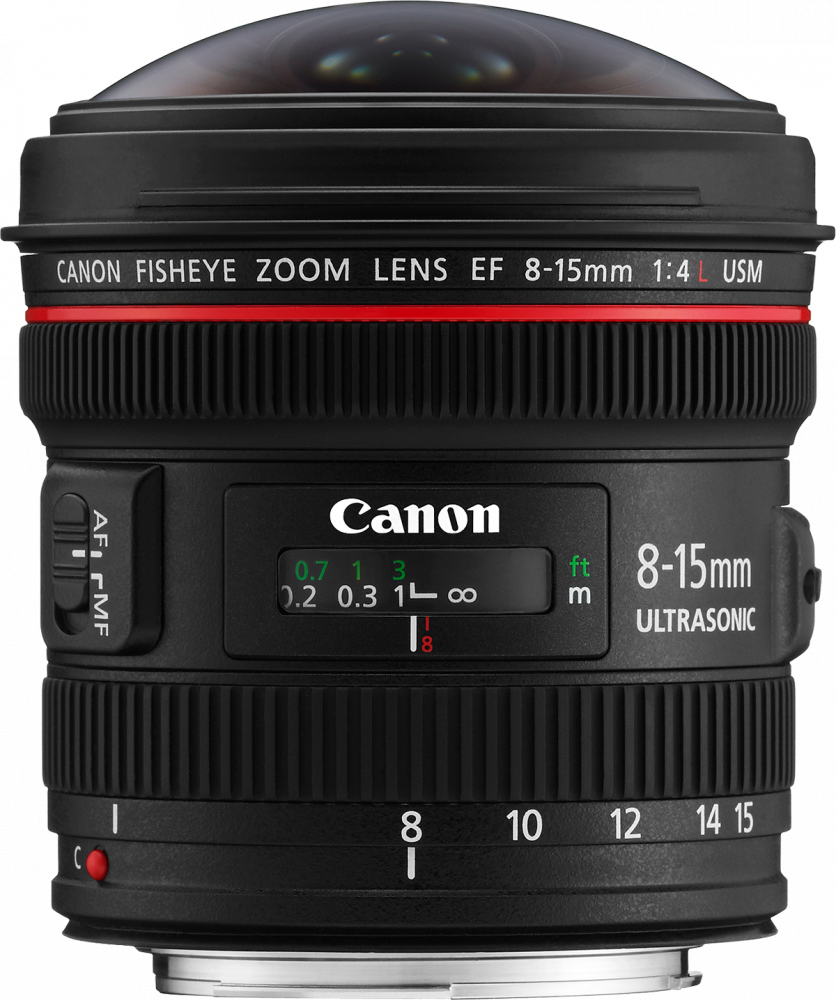 CANON FISHEYE ZOOM LENS EF 8-15mm 1:4 L USM
Canon
0.7 1 3 ft
0.2 0.3 1 ∞ m
8
AF
MF
8-15mm
ULTRASONIC
8 10 12 14 15
C